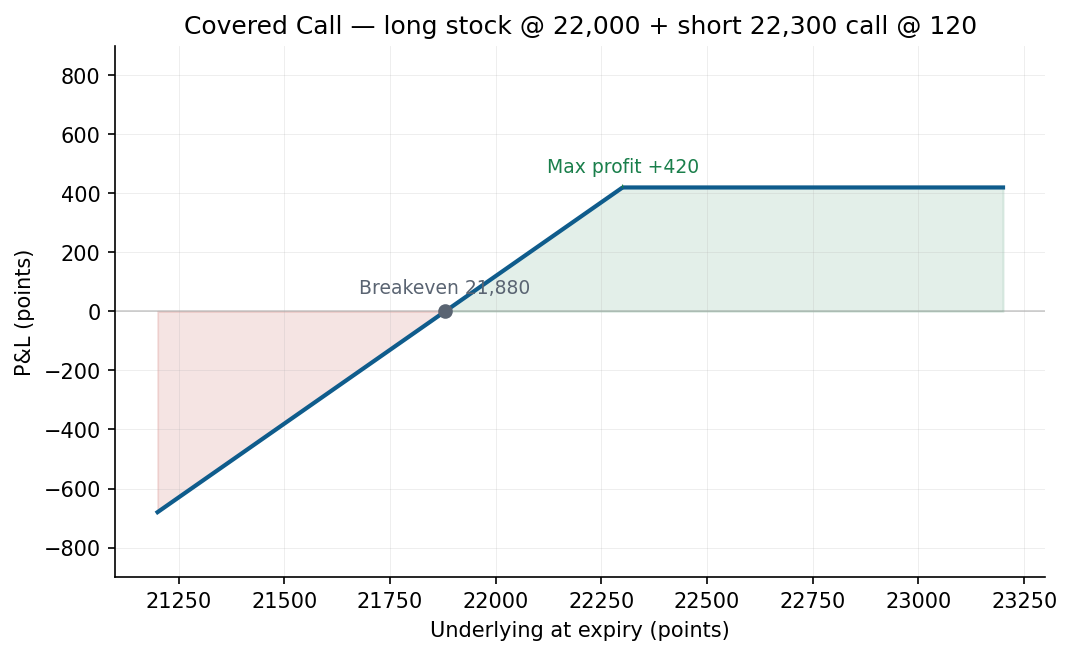 Covered Call — long stock @ 22,000 + short 22,300 call @ 120
800
600
400
200
0
−200
−400
−600
−800
P&L (points)
Max profit +420
Breakeven 21,880
21250 21500 21750 22000 22250 22500 22750 23000 23250
Underlying at expiry (points)